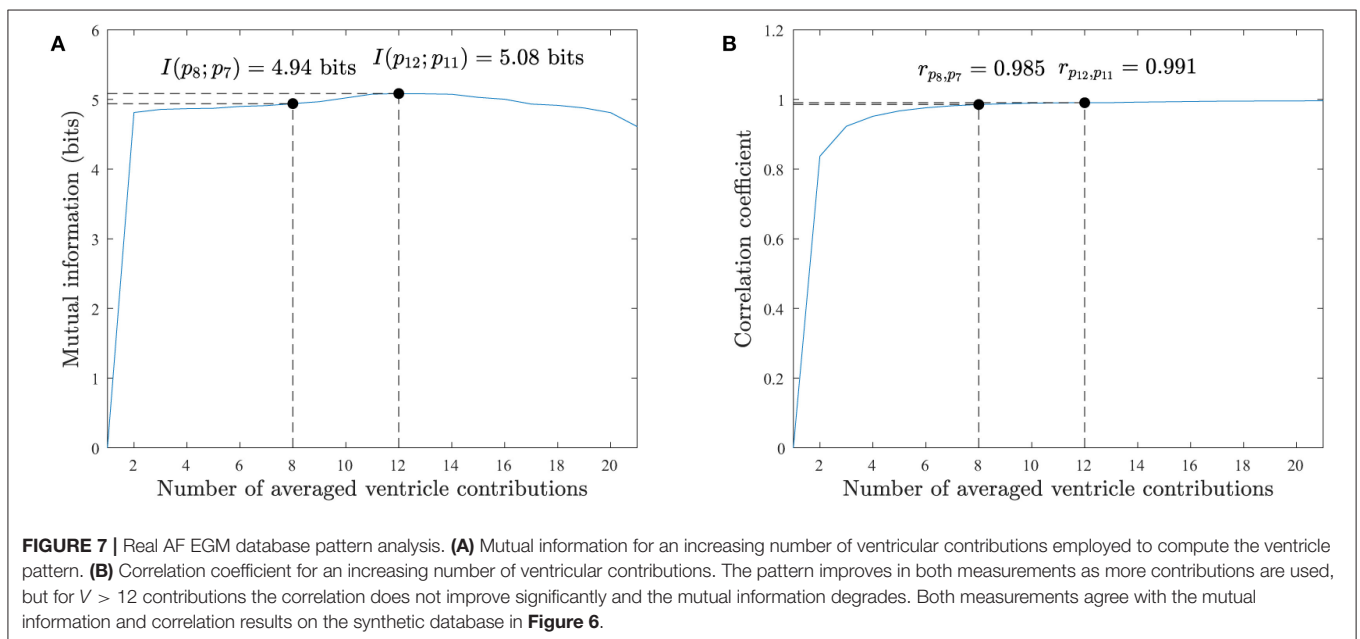 A
I(p8; p7) = 4.94 bits
I(p12; p11) = 5.08 bits
6
5
4
3
2
1
0
Mutual information (bits)
2 4 6 8 10 12 14 16 18 20
Number of averaged ventricle contributions
B
rp8,p7 = 0.985 rp12,p11 = 0.991
1.2
1
0.8
0.6
0.4
0.2
0
Correlation coefficient
2 4 6 8 10 12 14 16 18 20
Number of averaged ventricle contributions
FIGURE 7 | Real AF EGM database pattern analysis. (A) Mutual information for an increasing number of ventricular contributions employed to compute the ventricle
pattern. (B) Correlation coefficient for an increasing number of ventricular contributions. The pattern improves in both measurements as more contributions are used,
but for V > 12 contributions the correlation does not improve significantly and the mutual information degrades. Both measurements agree with the mutual
information and correlation results on the synthetic database in Figure 6.